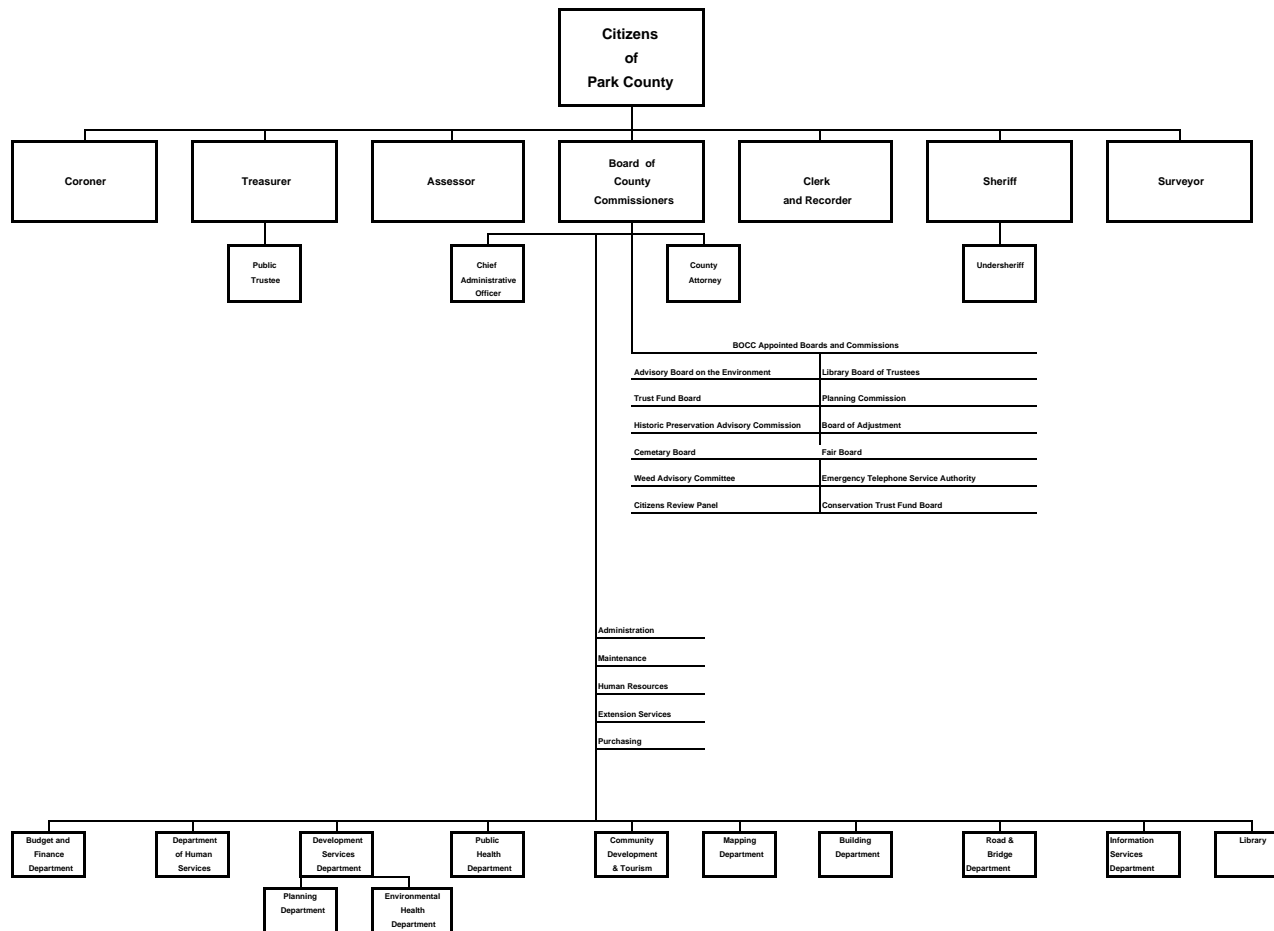 Citizens
of
Park County
Coroner
Treasurer
Assessor
Board of
County
Commissioners
Clerk
and Recorder
Sheriff
Surveyor
Public
Trustee
Chief
Administrative
Officer
County
Attorney
Undersheriff
BOCC Appointed Boards and Commissions
Advisory Board on the Environment
Library Board of Trustees
Trust Fund Board
Planning Commission
Historic Preservation Advisory Commission
Board of Adjustment
Cemetary Board
Fair Board
Weed Advisory Committee
Emergency Telephone Service Authority
Citizens Review Panel
Conservation Trust Fund Board
Administration
Maintenance
Human Resources
Extension Services
Purchasing
Budget and
Finance
Department
Department
of Human
Services
Development
Services
Department
Public
Health
Department
Community
Development
& Tourism
Mapping
Department
Building
Department
Road &
Bridge
Department
Information
Services
Department
Library
Planning
Department
Environmental
Health
Department